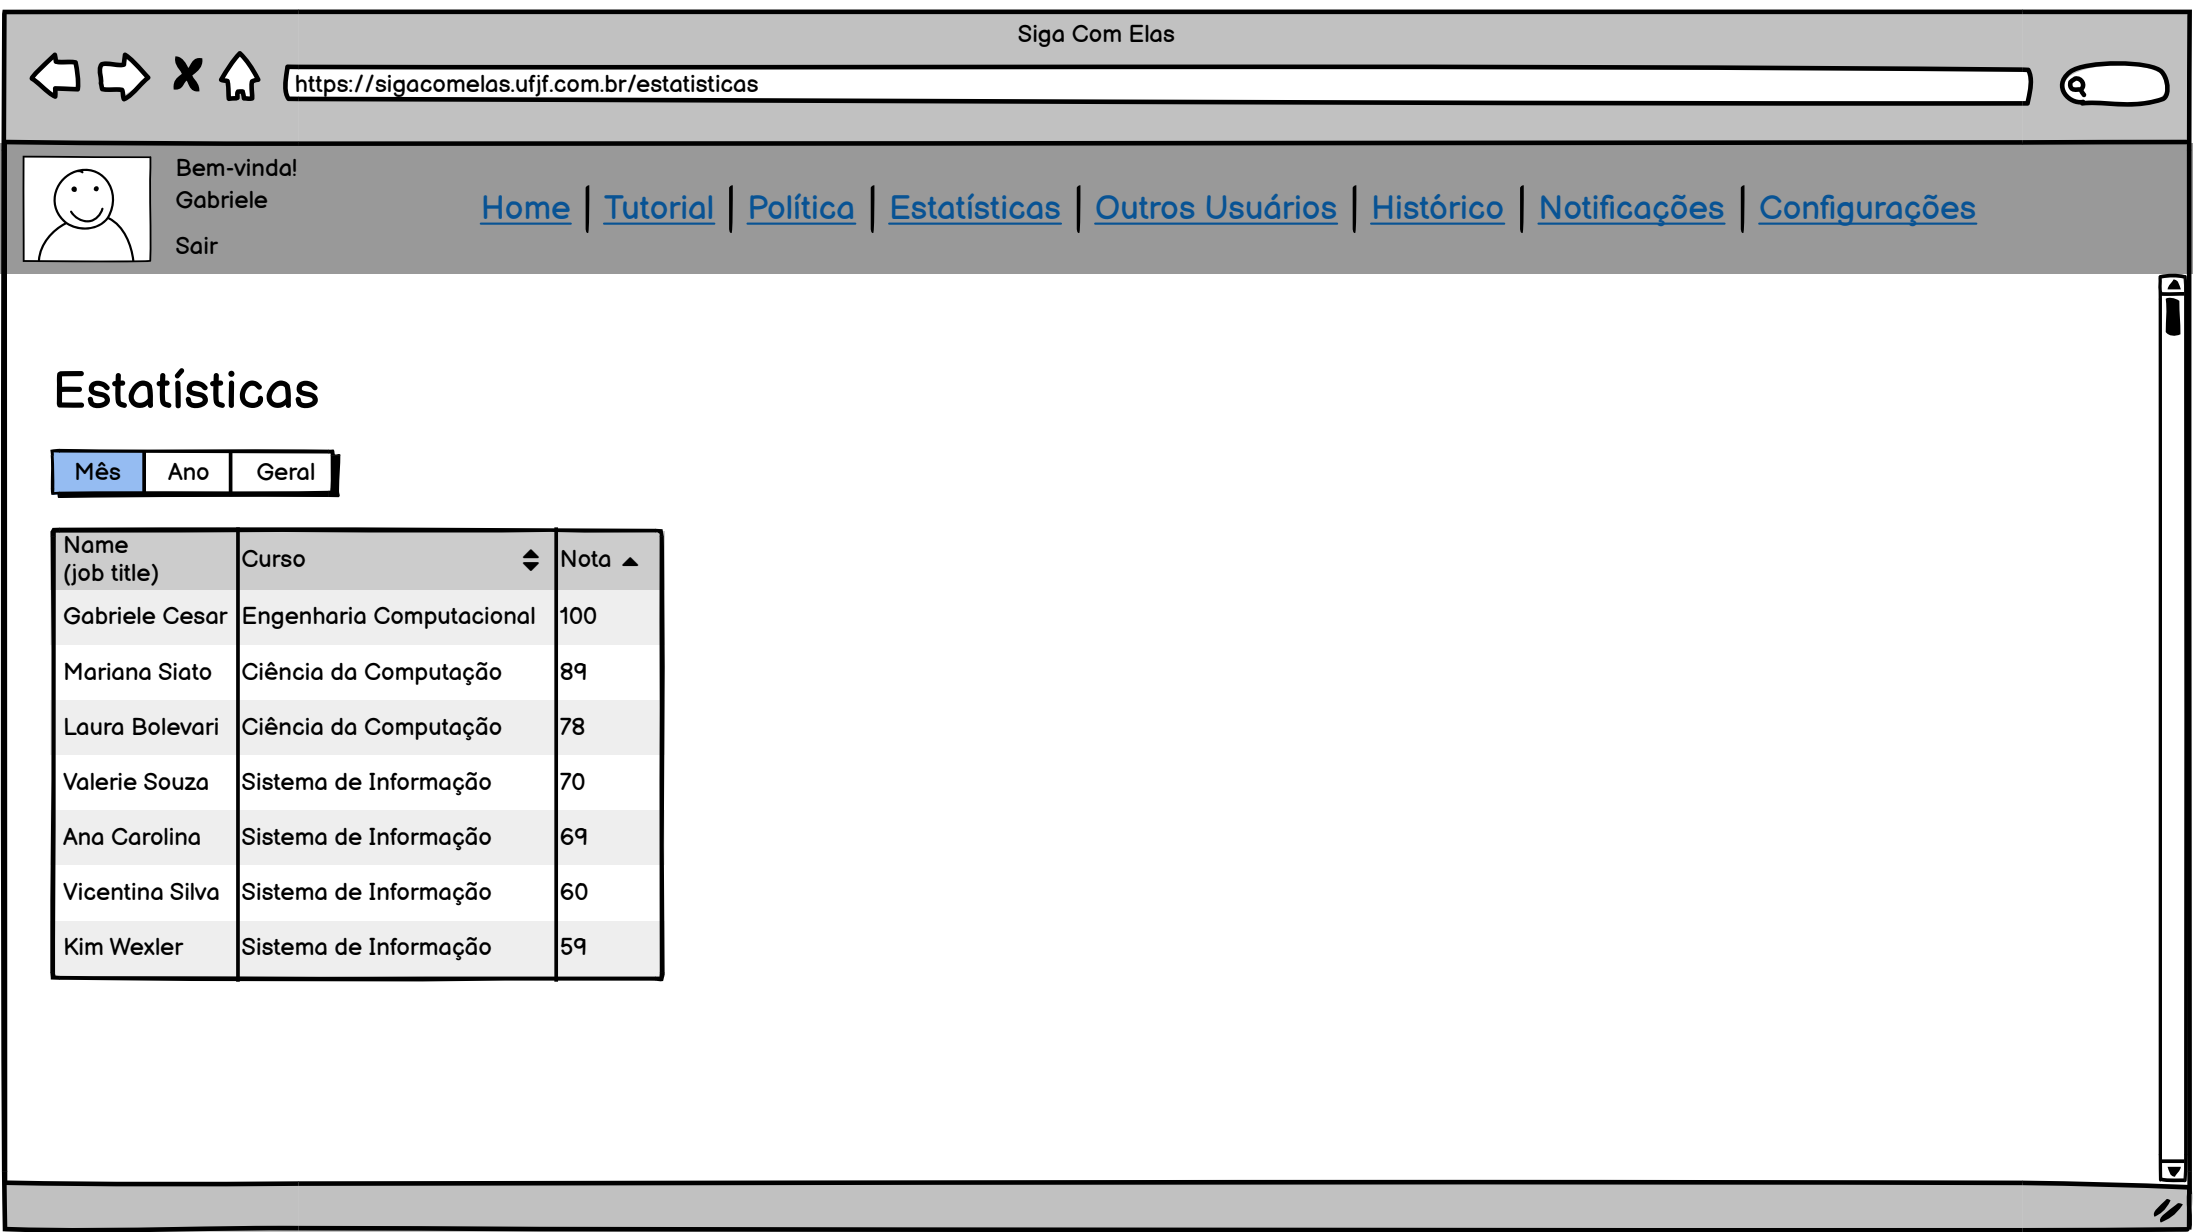 Siga Com Elas
https://sigacomelas.ufjf.com.br/estatisticas
Bem-vinda!
Gabriele
Sair
Home Tutorial Política Estatísticas Outros Usuários Histórico Notificações Configurações
Estatísticas
Mês Ano Geral
Name
(job title) Curso Nota
Gabriele Cesar Engenharia Computacional 100
Mariana Siato Ciência da Computação 89
Laura Bolevari Ciência da Computação 78
Valerie Souza Sistema de Informação 70
Ana Carolina Sistema de Informação 69
Vicentina Silva Sistema de Informação 60
Kim Wexler Sistema de Informação 59